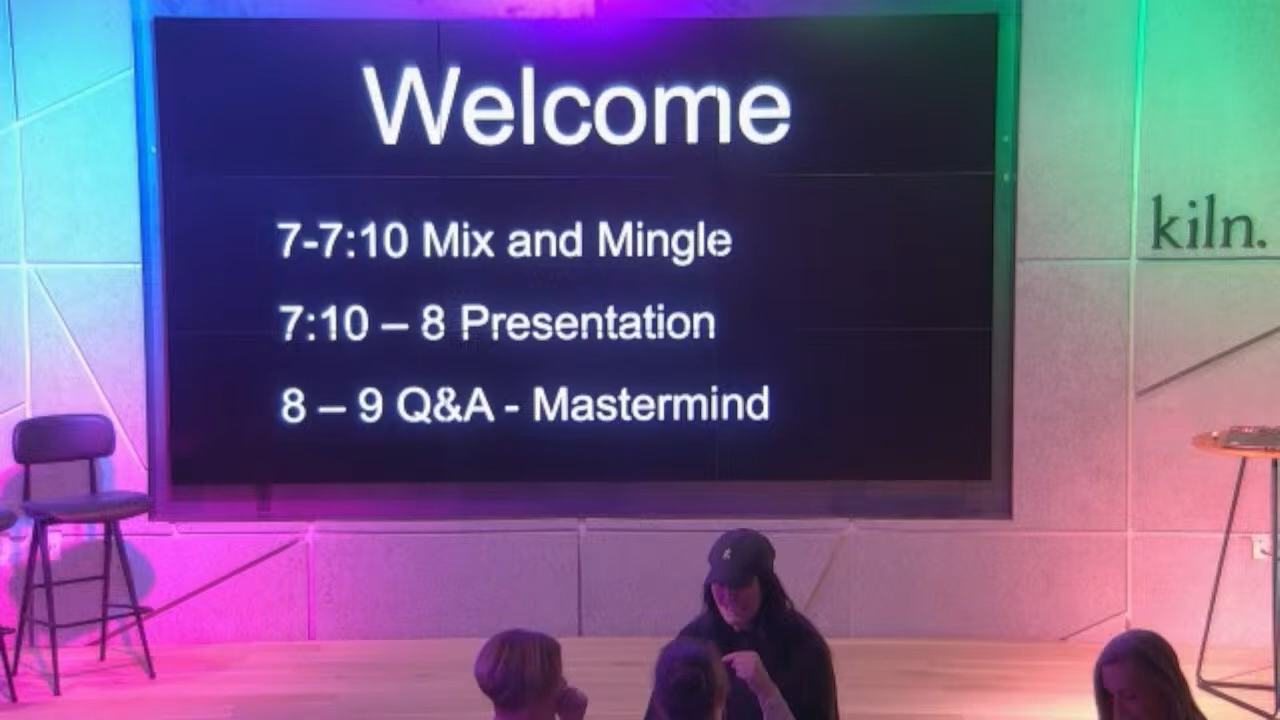 Welcome
7-7:10 Mix and Mingle
7:10 – 8 Presentation
8 – 9 Q&A - Mastermind
kiln.